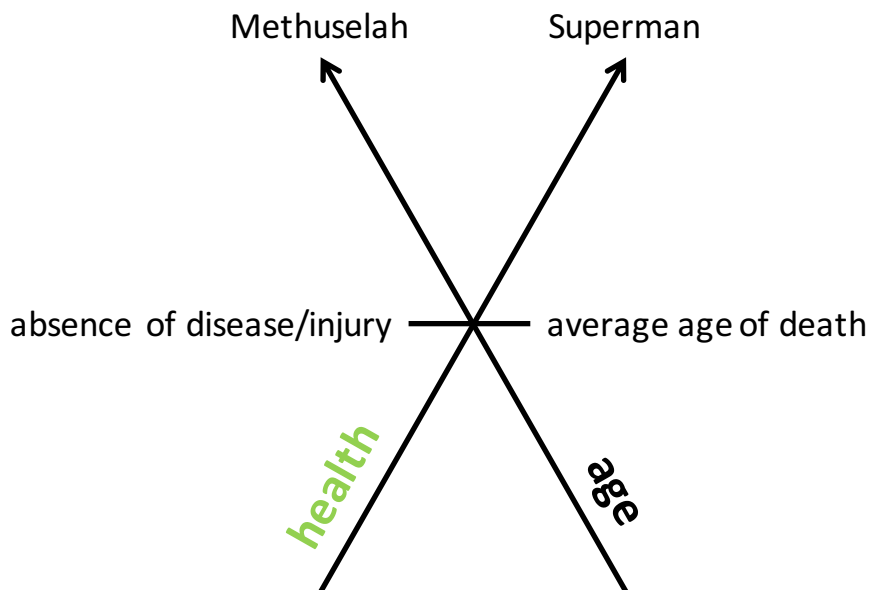 Methuselah
Superman
absence of disease/injury
average age of death
health
age